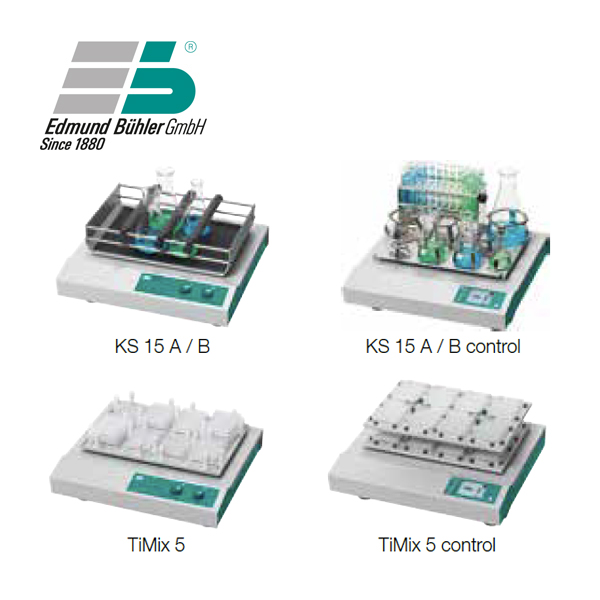 ®
Edmund Bühler GmbH
Since 1880
KS 15 A / B
KS 15 A / B control
TiMix 5
TiMix 5 control